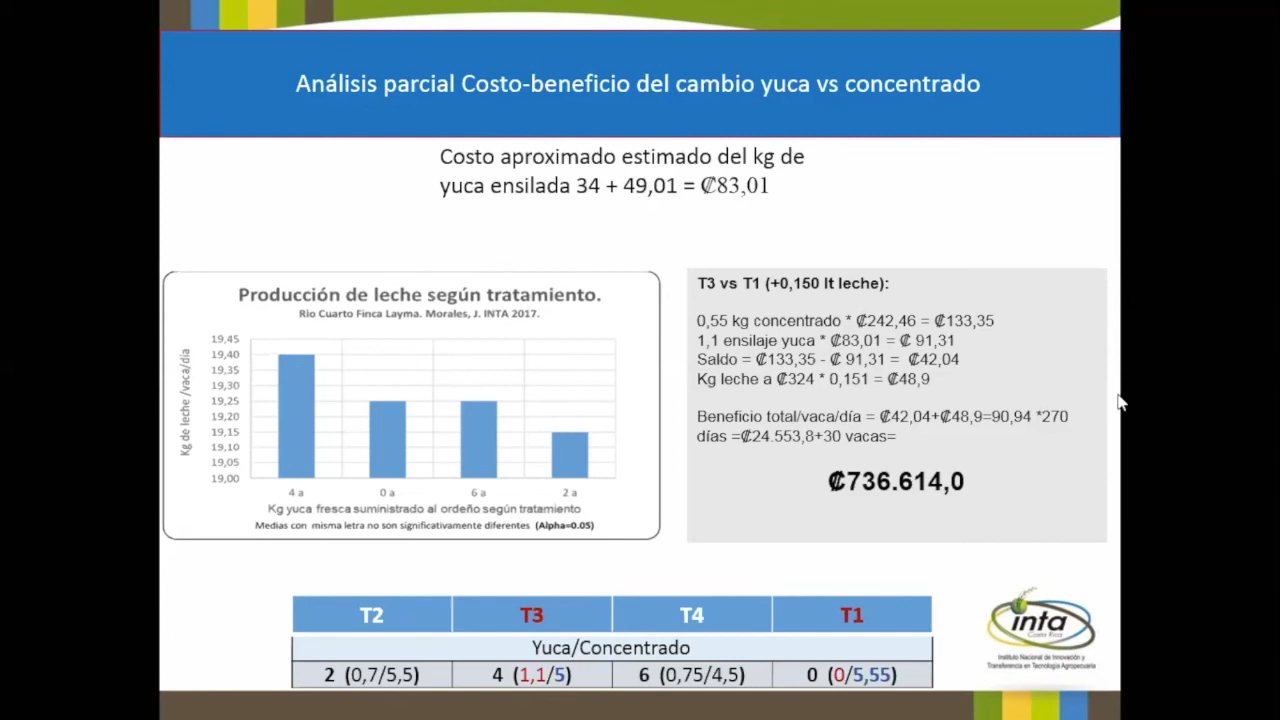 Análisis parcial Costo-beneficio del cambio yuca vs concentrado
Costo aproximado estimado del kg de
yuca ensilada 34 + 49,01 = ₡83,01
Producción de leche según tratamiento.
Río Cuarto Finca Layma. Morales, J. INTA 2017.
Kg de leche /vaca/día
19,45
19,40
19,35
19,30
19,25
19,20
19,15
19,10
19,05
19,00
4 a 0 a 6 a 2 a
Kg yuca fresca suministrado al ordeño según tratamiento
Medias con misma letra no son significativamente diferentes (Alpha=0.05)
T3 vs T1 (+0,150 lt leche):
0,55 kg concentrado * ₡242,46 = ₡133,35
1,1 ensilaje yuca * ₡83,01 = ₡ 91,31
Saldo = ₡133,35 - ₡ 91,31 = ₡42,04
Kg leche a ₡324 * 0,151 = ₡48,9
Beneficio total/vaca/día = ₡42,04+₡48,9=90,94 *270
días =₡24.553,8+30 vacas=
₡736.614,0
T2 T3 T4 T1
Yuca/Concentrado
2 (0,7/5,5) 4 (1,1/5) 6 (0,75/4,5) 0 (0/5,55)
inta
Costa Rica
Instituto Nacional de Innovación y
Transferencia en Tecnología Agropecuaria